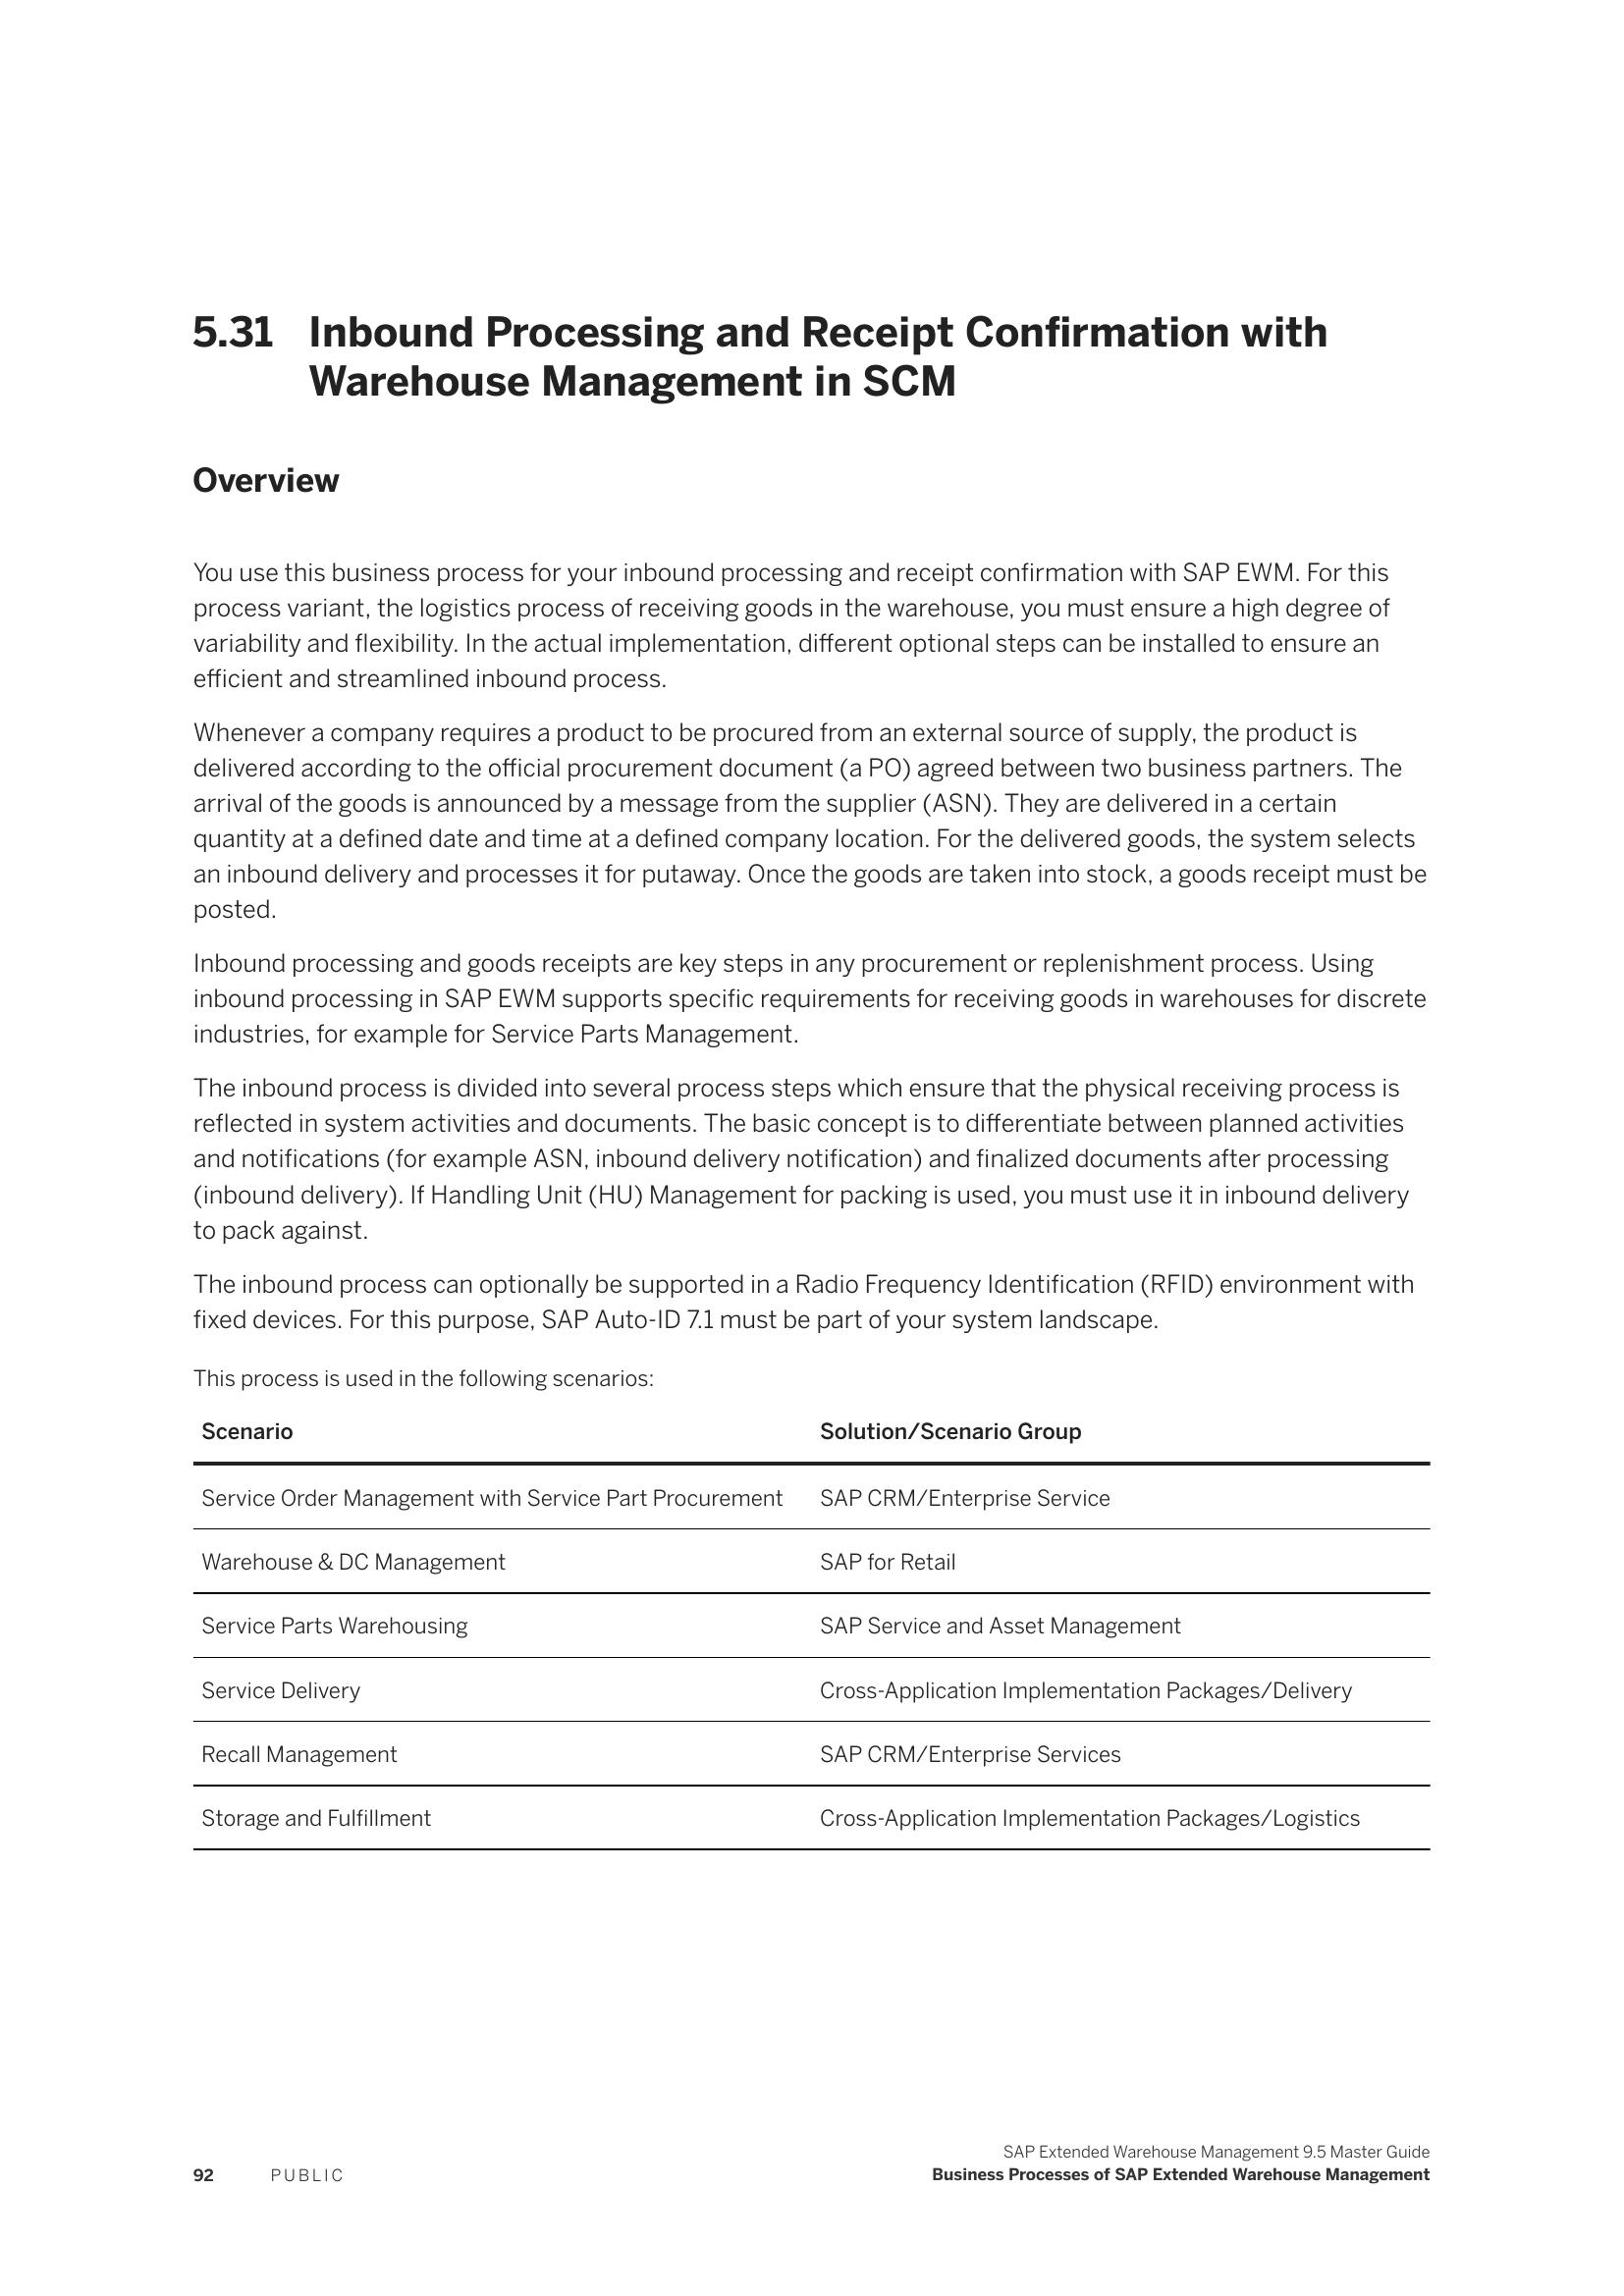 5.31 Inbound Processing and Receipt Confirmation with
Warehouse Management in SCM
Overview
You use this business process for your inbound processing and receipt confirmation with SAP EWM. For this
process variant, the logistics process of receiving goods in the warehouse, you must ensure a high degree of
variability and flexibility. In the actual implementation, different optional steps can be installed to ensure an
efficient and streamlined inbound process.
Whenever a company requires a product to be procured from an external source of supply, the product is
delivered according to the official procurement document (a PO) agreed between two business partners. The
arrival of the goods is announced by a message from the supplier (ASN). They are delivered in a certain
quantity at a defined date and time at a defined company location. For the delivered goods, the system selects
an inbound delivery and processes it for putaway. Once the goods are taken into stock, a goods receipt must be
posted.
Inbound processing and goods receipts are key steps in any procurement or replenishment process. Using
inbound processing in SAP EWM supports specific requirements for receiving goods in warehouses for discrete
industries, for example for Service Parts Management.
The inbound process is divided into several process steps which ensure that the physical receiving process is
reflected in system activities and documents. The basic concept is to differentiate between planned activities
and notifications (for example ASN, inbound delivery notification) and finalized documents after processing
(inbound delivery). If Handling Unit (HU) Management for packing is used, you must use it in inbound delivery
to pack against.
The inbound process can optionally be supported in a Radio Frequency Identification (RFID) environment with
fixed devices. For this purpose, SAP Auto-ID 7.1 must be part of your system landscape.
This process is used in the following scenarios:
Scenario Solution/Scenario Group
Service Order Management with Service Part Procurement SAP CRM/Enterprise Service
Warehouse & DC Management SAP for Retail
Service Parts Warehousing SAP Service and Asset Management
Service Delivery Cross-Application Implementation Packages/Delivery
Recall Management SAP CRM/Enterprise Services
Storage and Fulfillment Cross-Application Implementation Packages/Logistics
SAP Extended Warehouse Management 9.5 Master Guide
92 PUBLIC Business Processes of SAP Extended Warehouse Management